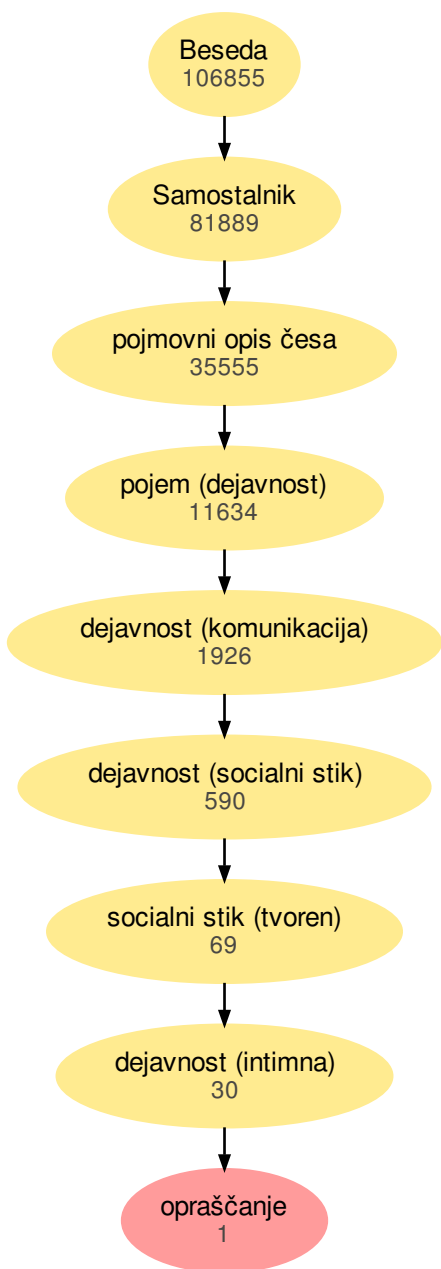 Beseda
106855
Samostalnik
81889
pojmovni opis česa
35555
pojem (dejavnost)
11634
dejavnost (komunikacija)
1926
dejavnost (socialni stik)
590
socialni stik (tvoren)
69
dejavnost (intimna)
30
opraščanje
1